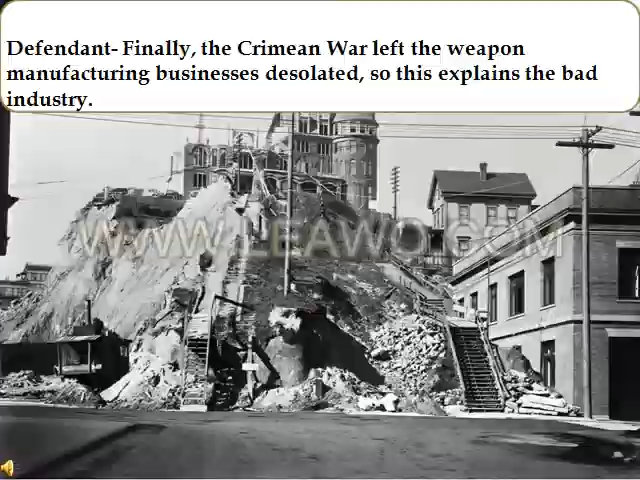 Defendant- Finally, the Crimean War left the weapon
manufacturing businesses desolated, so this explains the bad
industry.
WWW.LEAWO.COM